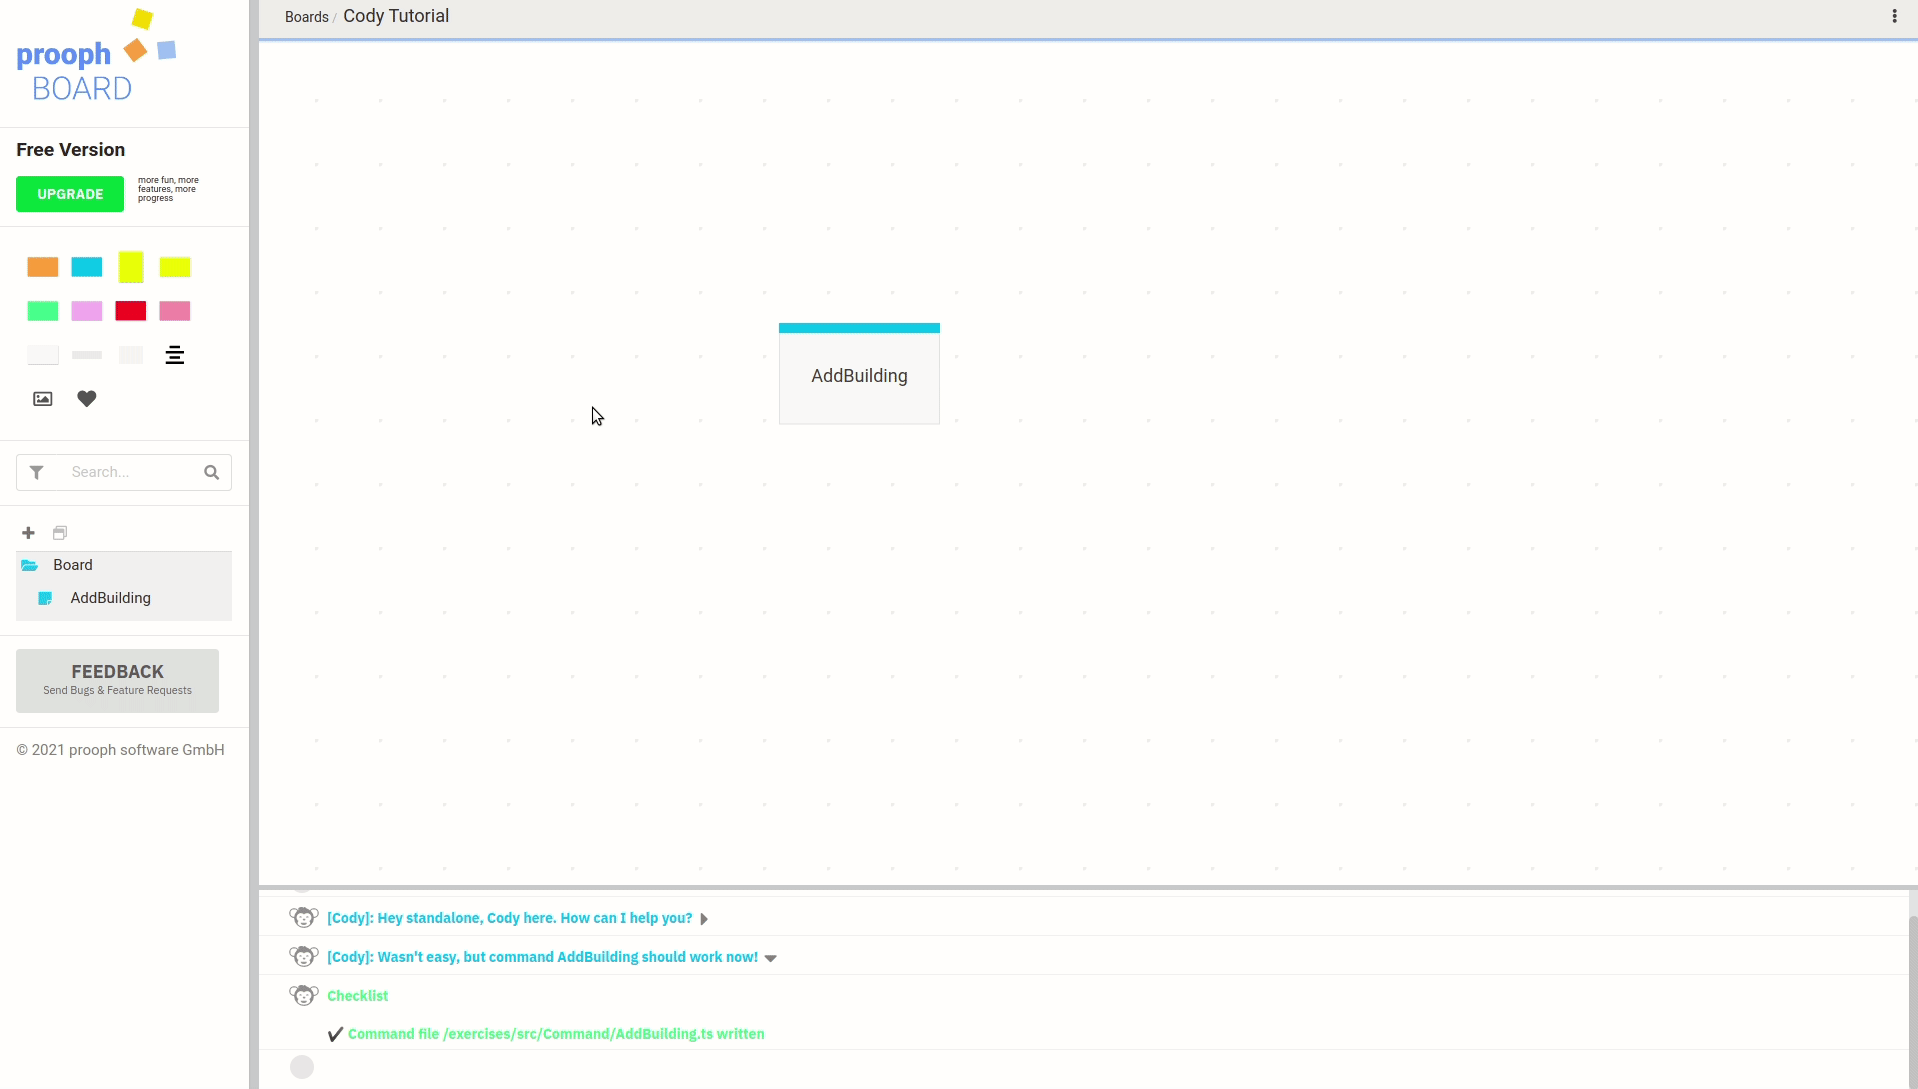 prooph
BOARD
Free Version
UPGRADE
more fun, more
features, more
progress
Search...
Board
AddBuilding
FEEDBACK
Send Bugs & Feature Requests
© 2021 prooph software GmbH
Boards / Cody Tutorial
AddBuilding
[Cody]: Hey standalone, Cody here. How can I help you?
[Cody]: Wasn't easy, but command AddBuilding should work now!
Checklist
✔ Command file /exercises/src/Command/AddBuilding.ts written